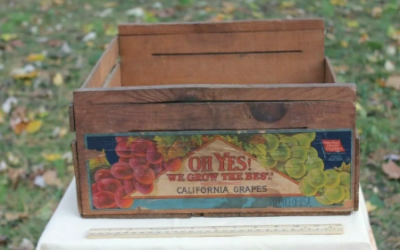 OH YES!
WE GROW THE BEST
CALIFORNIA GRAPES